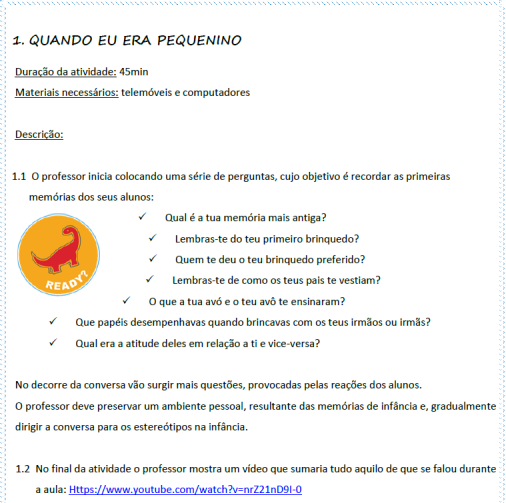 1. QUANDO EU ERA PEQUENINO
Duração da atividade: 45min
Materiais necessários: telemóveis e computadores
Descrição:
1.1 O professor inicia colocando uma série de perguntas, cujo objetivo é recordar as primeiras
memórias dos seus alunos:
✓ Qual é a tua memória mais antiga?
✓ Lembras-te do teu primeiro brinquedo?
✓ Quem te deu o teu brinquedo preferido?
✓ Lembras-te de como os teus pais te vestiam?
READY?
✓ O que a tua avó e o teu avô te ensinaram?
✓ Que papéis desempenhavas quando brincavas com os teus irmãos ou irmãs?
✓ Qual era a atitude deles em relação a ti e vice-versa?
No decorre da conversa vão surgir mais questões, provocadas pelas reações dos alunos.
O professor deve preservar um ambiente pessoal, resultante das memórias de infância e, gradualmente
dirigir a conversa para os estereótipos na infância.
1.2 No final da atividade o professor mostra um vídeo que sumaria tudo aquilo de que se falou durante
a aula: Https://www.youtube.com/watch?v=nrZ21nD9I-0